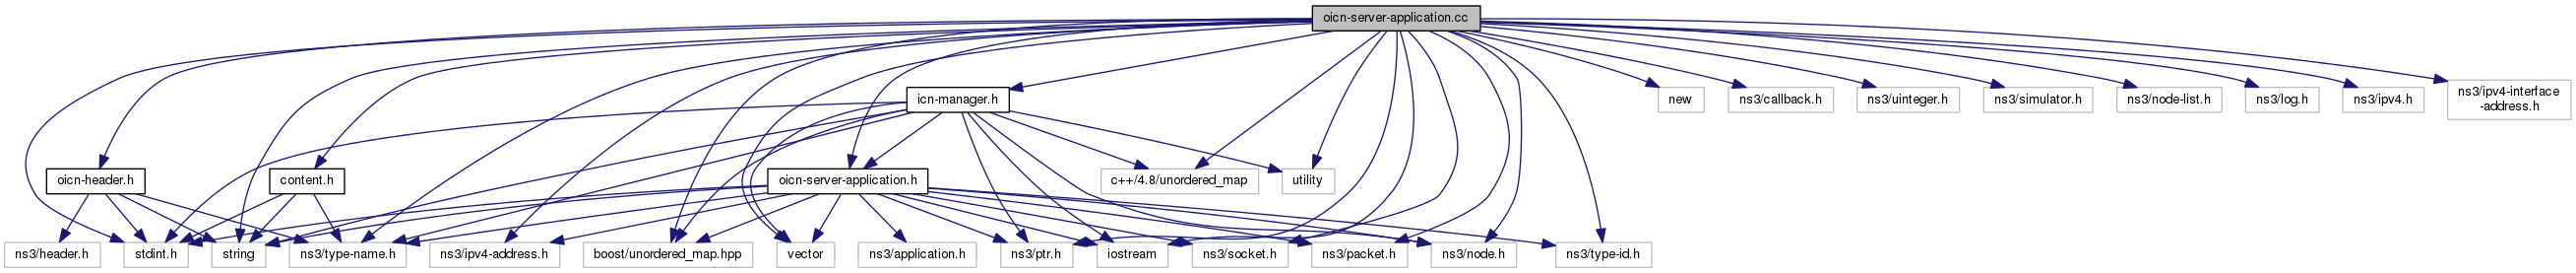 oicn-server-application.cc
icn-manager.h
new
ns3/callback.h
ns3/uinteger.h
ns3/simulator.h
ns3/node-list.h
ns3/log.h
ns3/ipv4.h
ns3/ipv4-interface
-address.h
oicn-header.h
content.h
oicn-server-application.h
c++/4.8/unordered_map
utility
ns3/header.h
stdint.h
string
ns3/type-name.h
ns3/ipv4-address.h
boost/unordered_map.hpp
vector
ns3/application.h
ns3/ptr.h
iostream
ns3/socket.h
ns3/packet.h
ns3/node.h
ns3/type-id.h